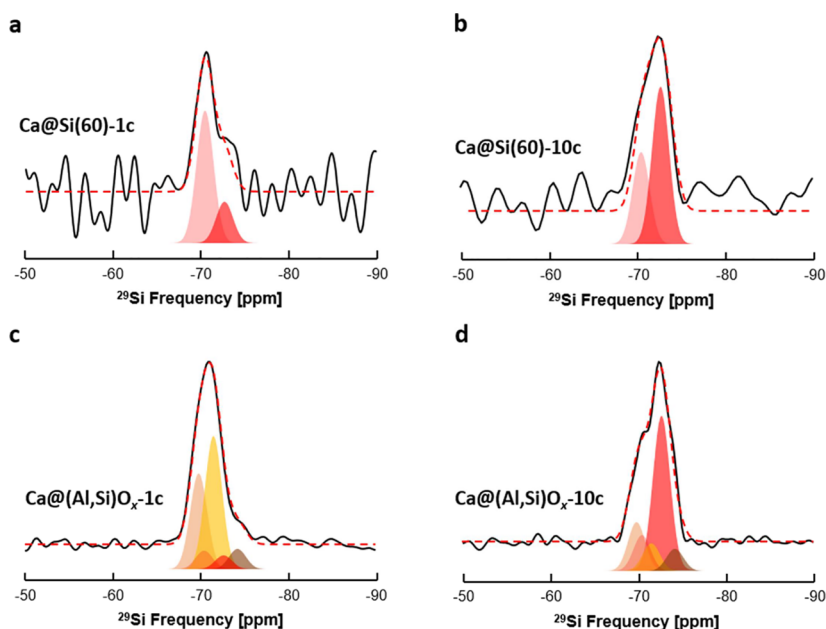 a
Ca@Si(60)-1c
-50 -60 -70 -80 -90
²⁹Si Frequency [ppm]
b
Ca@Si(60)-10c
-50 -60 -70 -80 -90
²⁹Si Frequency [ppm]
c
Ca@(Al,Si)Oₓ-1c
-50 -60 -70 -80 -90
²⁹Si Frequency [ppm]
d
Ca@(Al,Si)Oₓ-10c
-50 -60 -70 -80 -90
²⁹Si Frequency [ppm]